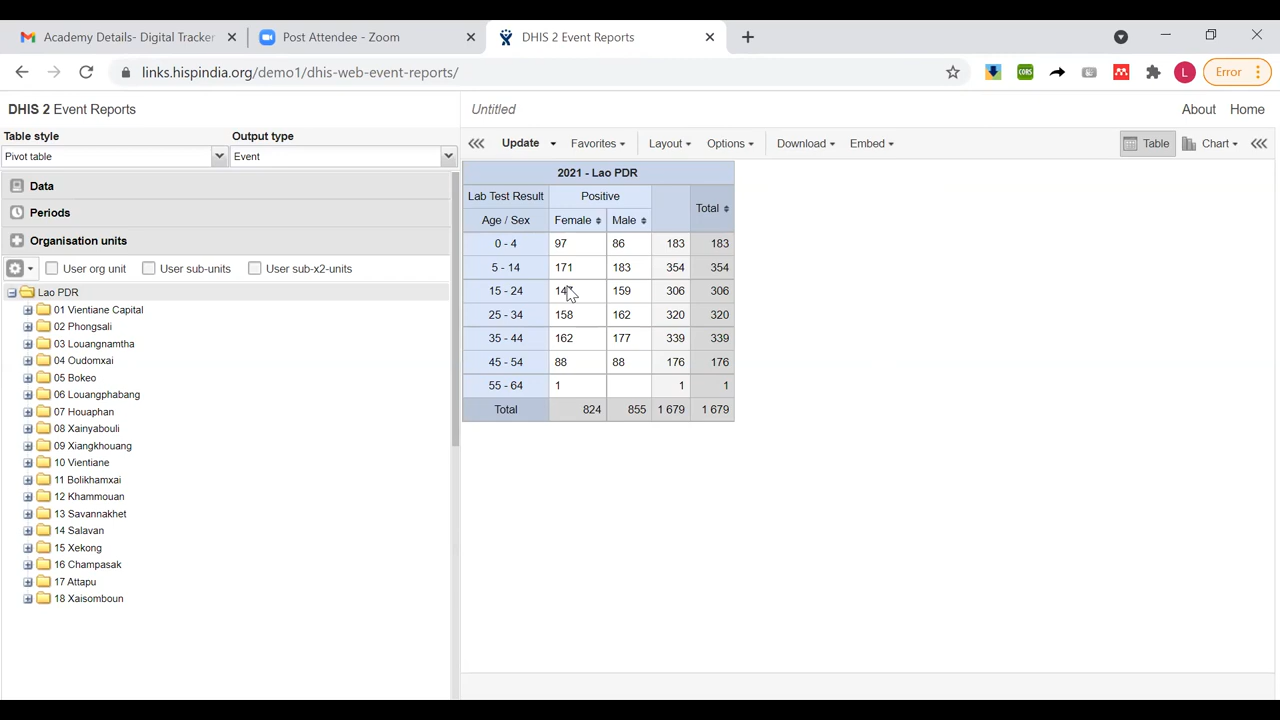 Academy Details- Digital Tracker
Post Attendee - Zoom
DHIS 2 Event Reports
links.hispindia.org/demo1/dhis-web-event-reports/
CORS
L
Error
DHIS 2 Event Reports
Untitled
About Home
Table style Output type
Pivot table Event
Update Favorites Layout Options Download Embed Table Chart
Data
Periods
Organisation units
User org unit User sub-units User sub-x2-units
Lao PDR
01 Vientiane Capital
02 Phongsali
03 Louangnamtha
04 Oudomxai
05 Bokeo
06 Louangphabang
07 Houaphan
08 Xainyabouli
09 Xiangkhouang
10 Vientiane
11 Bolikhamxai
12 Khammouan
13 Savannakhet
14 Salavan
15 Xekong
16 Champasak
17 Attapu
18 Xaisomboun
2021 - Lao PDR
Lab Test Result Positive Total
Age / Sex Female Male
0 - 4 97 86 183 183
5 - 14 171 183 354 354
15 - 24 159 306 306
25 - 34 158 162 320 320
35 - 44 162 177 339 339
45 - 54 88 88 176 176
55 - 64 1 1 1
Total 824 855 1 679 1 679